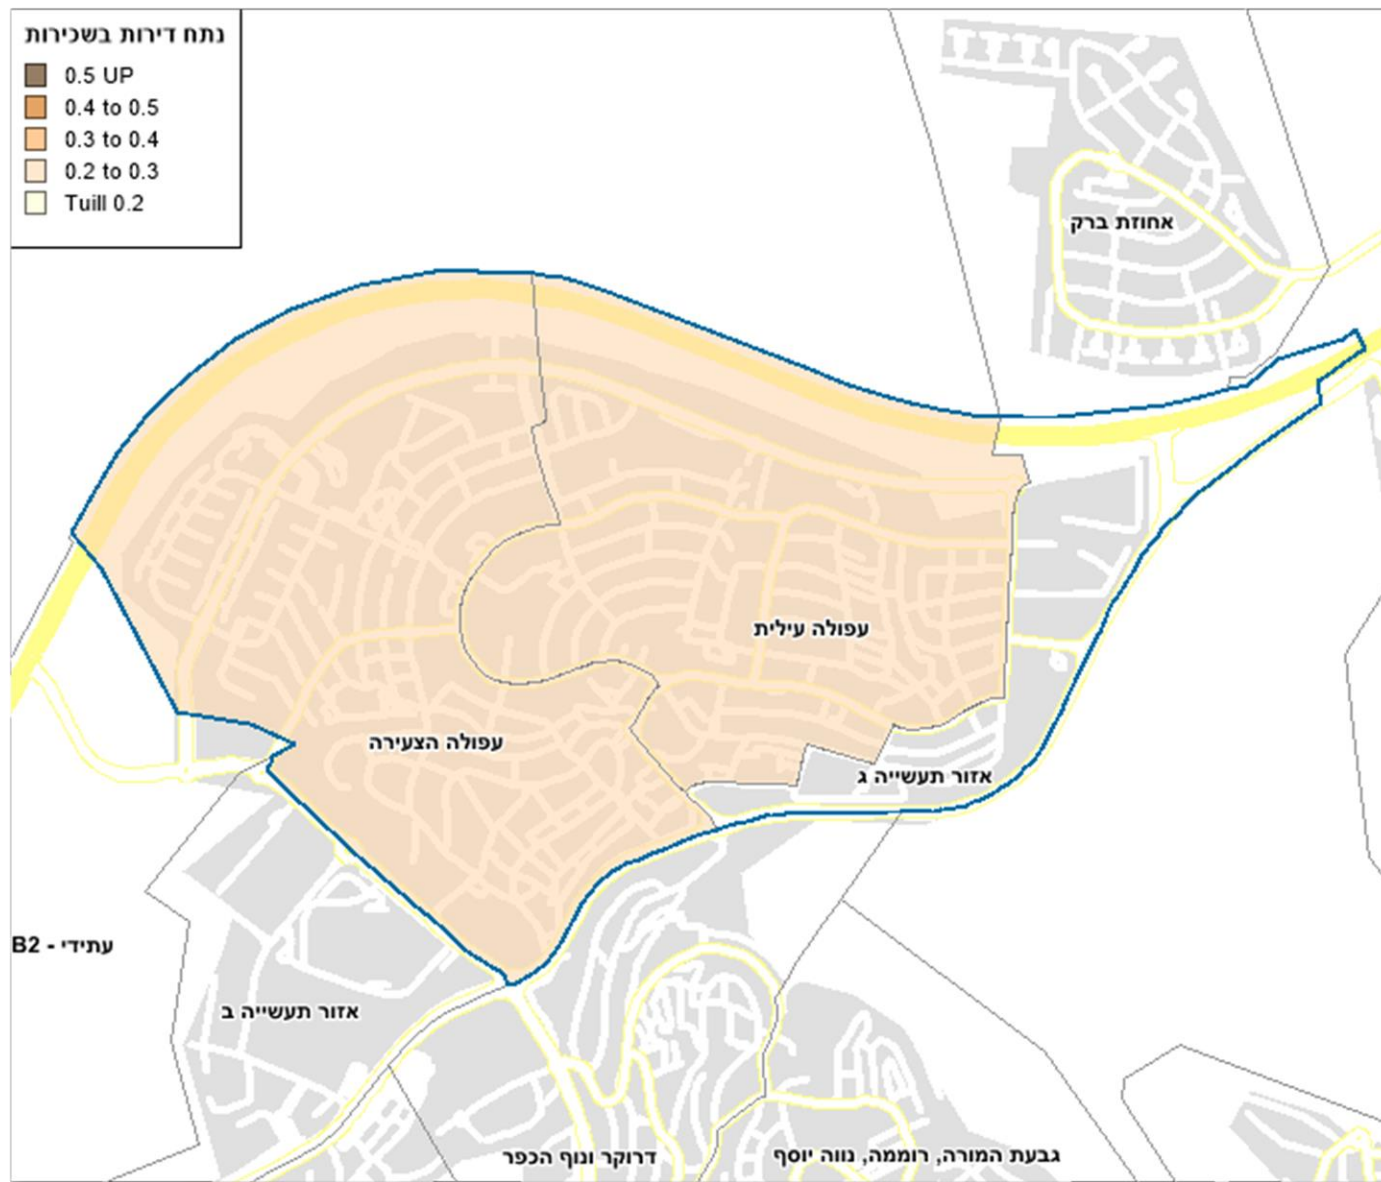 נתח דירות בשכירות
0.5 UP
0.4 to 0.5
0.3 to 0.4
0.2 to 0.3
Tuill 0.2
אחוזת ברק
עפולה עילית
עפולה הצעירה
אזור תעשייה ג
עתידי - B2
אזור תעשייה ב
דרוקר ונוף הכפר
גבעת המורה, רוממה, נווה יוסף